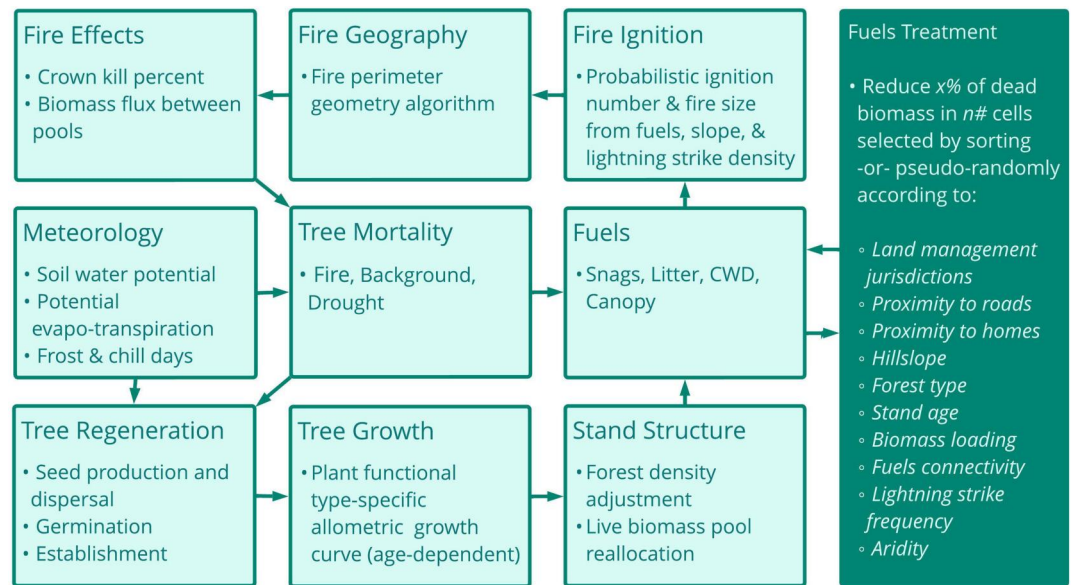 Fire Effects
• Crown kill percent
• Biomass flux between
pools
Fire Geography
• Fire perimeter
geometry algorithm
Fire Ignition
• Probabilistic ignition
number & fire size
from fuels, slope, &
lightning strike density
Meteorology
• Soil water potential
• Potential
evapo-transpiration
• Frost & chill days
Tree Mortality
• Fire, Background,
Drought
Fuels
• Snags, Litter, CWD,
Canopy
Tree Regeneration
• Seed production and
dispersal
• Germination
• Establishment
Tree Growth
• Plant functional
type-specific
allometric growth
curve (age-dependent)
Stand Structure
• Forest density
adjustment
• Live biomass pool
reallocation
Fuels Treatment
• Reduce x% of dead
biomass in n# cells
selected by sorting
-or- pseudo-randomly
according to:
◦ Land management
jurisdictions
◦ Proximity to roads
◦ Proximity to homes
◦ Hillslope
◦ Forest type
◦ Stand age
◦ Biomass loading
◦ Fuels connectivity
◦ Lightning strike
frequency
◦ Aridity